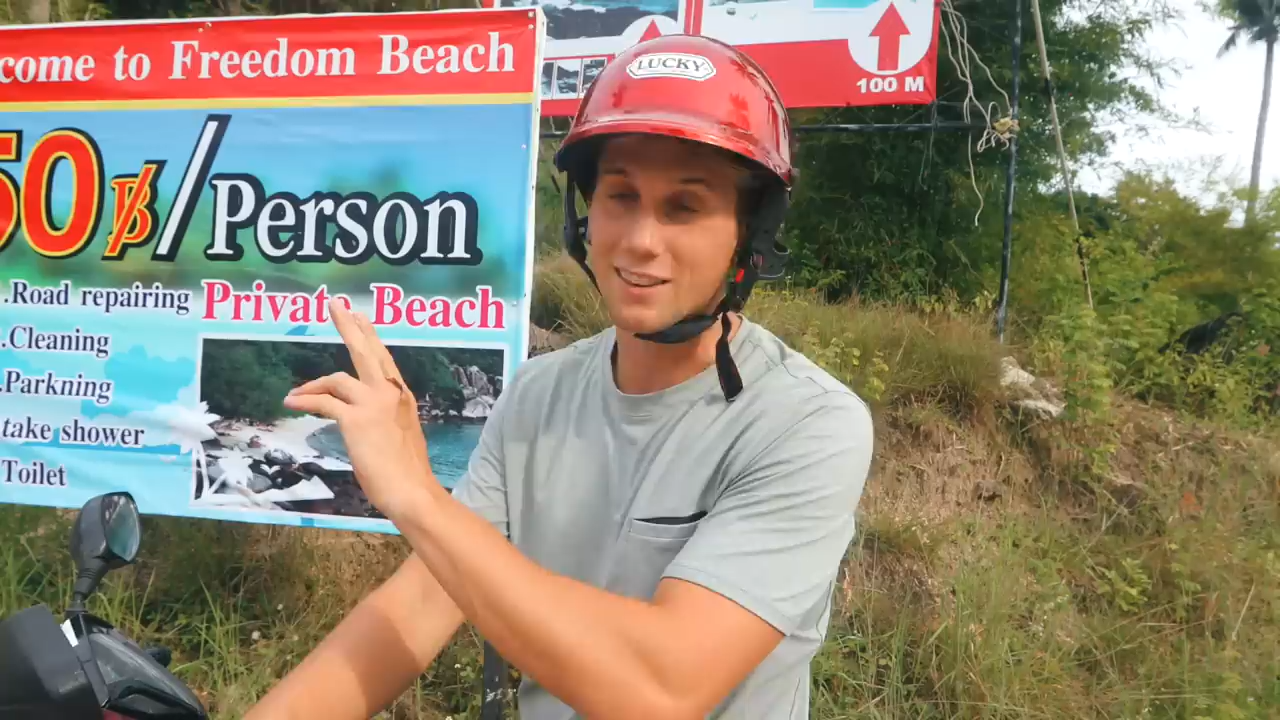 come to Freedom Beach
50฿/Person
.Road repairing
Private Beach
.Cleaning
.Parkning
take shower
Toilet
LUCKY
100 M